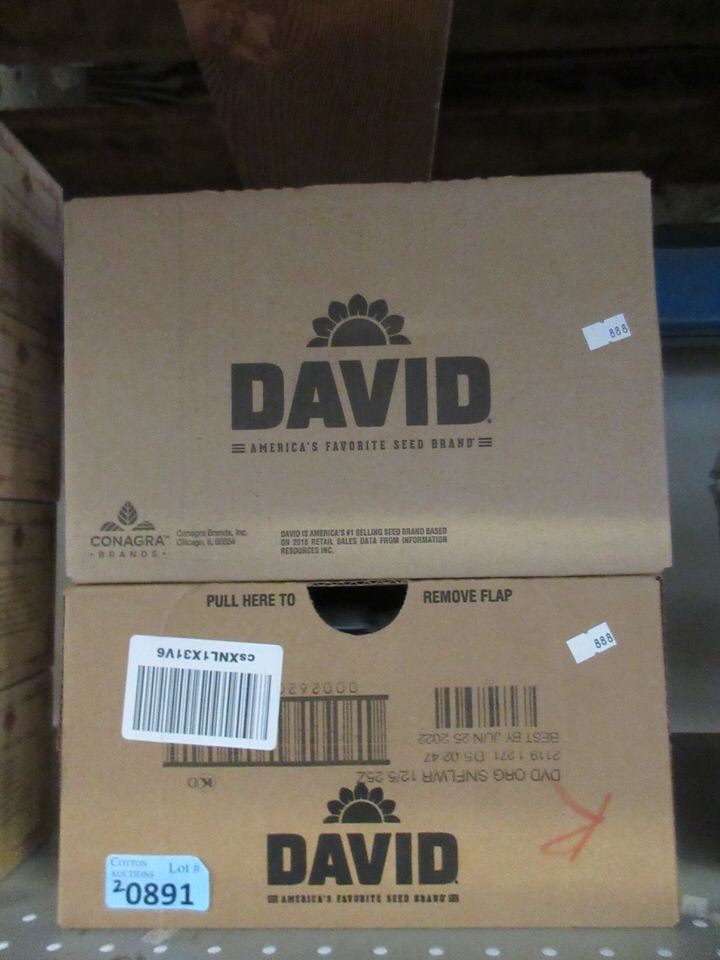 DAVID
AMERICA'S FAVORITE SEED BRAND
888
CONAGRA™
BRANDS
Conagra Brands, Inc.
Chicago, IL 60654
DAVID IS AMERICA'S #1 SELLING SEED BRAND BASED
ON 2018 RETAIL SALES DATA FROM INFORMATION
RESOURCES INC.
PULL HERE TO
REMOVE FLAP
888
csXNL1X31V6
BEST BY JUN 25 2022
2119 1 271 D5 02 47
DVD ORG SNFLWR 12/5.25Z
K D
DAVID
AMERICA'S FAVORITE SEED BRAND
COTTON
AUCTIONS
Lot #
20891
K